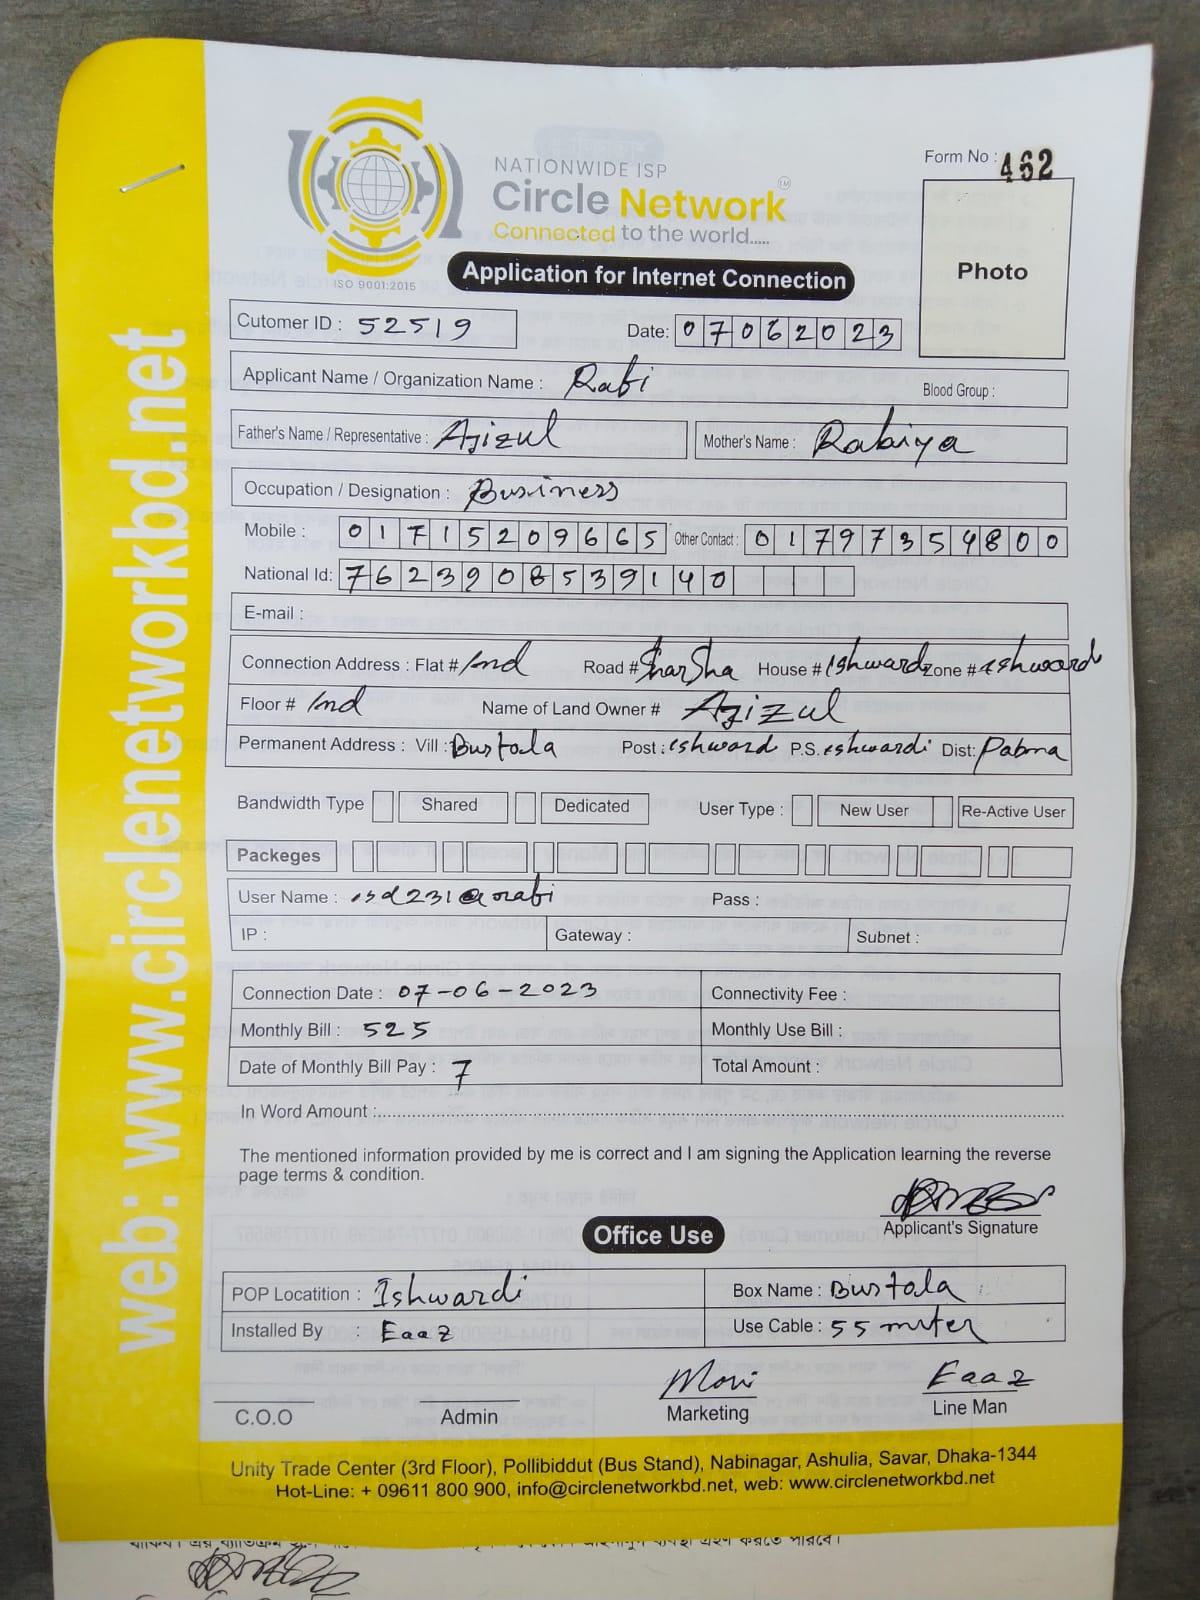 NATIONWIDE ISP
Circle Network TM
Connected to the world.....
ISO 9001:2015
Form No : 462
Photo
Application for Internet Connection
web: www.circlenetworkbd.net
Cutomer ID : 52519
Date: 07062023
Applicant Name / Organization Name : Rabi Blood Group :
Father's Name / Representative : Azizul Mother's Name : Rabiya
Occupation / Designation : Business
Mobile : 01715209665 Other Contact : 01797354800
National Id: 7623908539140
E-mail :
Connection Address : Flat # Ind Road # SharSha House # Ishwardi Zone # Ishwardi
Floor # Ind Name of Land Owner # Azizul
Permanent Address : Vill : Bustola Post : ishward P.S. ishwardi Dist: Pabna
Bandwidth Type Shared Dedicated User Type : New User Re-Active User
Packeges
User Name : isd231@rabi Pass :
IP : Gateway : Subnet :
Connection Date : 07-06-2023 Connectivity Fee :
Monthly Bill : 525 Monthly Use Bill :
Date of Monthly Bill Pay : 7 Total Amount :
In Word Amount :
The mentioned information provided by me is correct and I am signing the Application learning the reverse
page terms & condition.
Applicant's Signature
Office Use
POP Locatition : Ishwardi Box Name : Bustola
Installed By : Eaaz Use Cable : 55 miter
Moni Eaaz
C.O.O Admin Marketing Line Man
Unity Trade Center (3rd Floor), Pollibiddut (Bus Stand), Nabinagar, Ashulia, Savar, Dhaka-1344
Hot-Line: + 09611 800 900, info@circlenetworkbd.net, web: www.circlenetworkbd.net